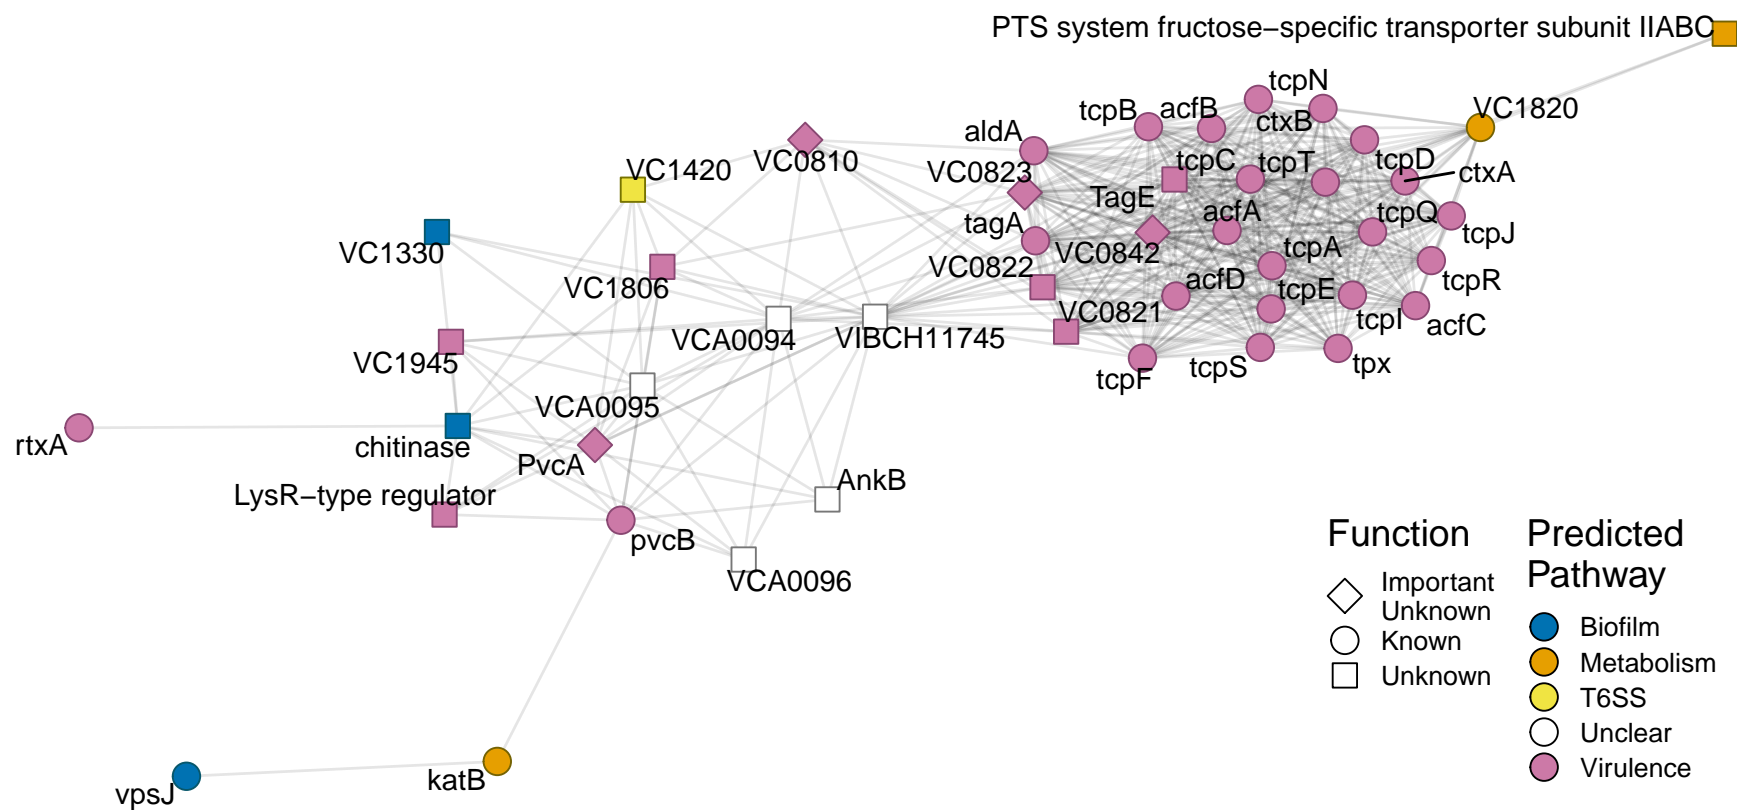 PTS system fructose−specific transporter subunit IIABC
tcpN
tcpB
acfB
VC1820
ctxB
aldA
VC0810
tcpC
tcpT
tcpD
VC1420
VC0823
ctxA
TagE
acfA
tcpQ
tagA
tcpJ
VC1330
VC0842
tcpA
VC0822
VC1806
acfD
tcpE
tcpR
VC0821
tcpI
acfC
VCA0094
VIBCH11745
VC1945
tcpF
tcpS
tpx
VCA0095
rtxA
chitinase
PvcA
AnkB
LysR−type regulator
pvcB
VCA0096
vpsJ
katB
Function
Important
Unknown
Known
Unknown
Predicted
Pathway
Biofilm
Metabolism
T6SS
Unclear
Virulence